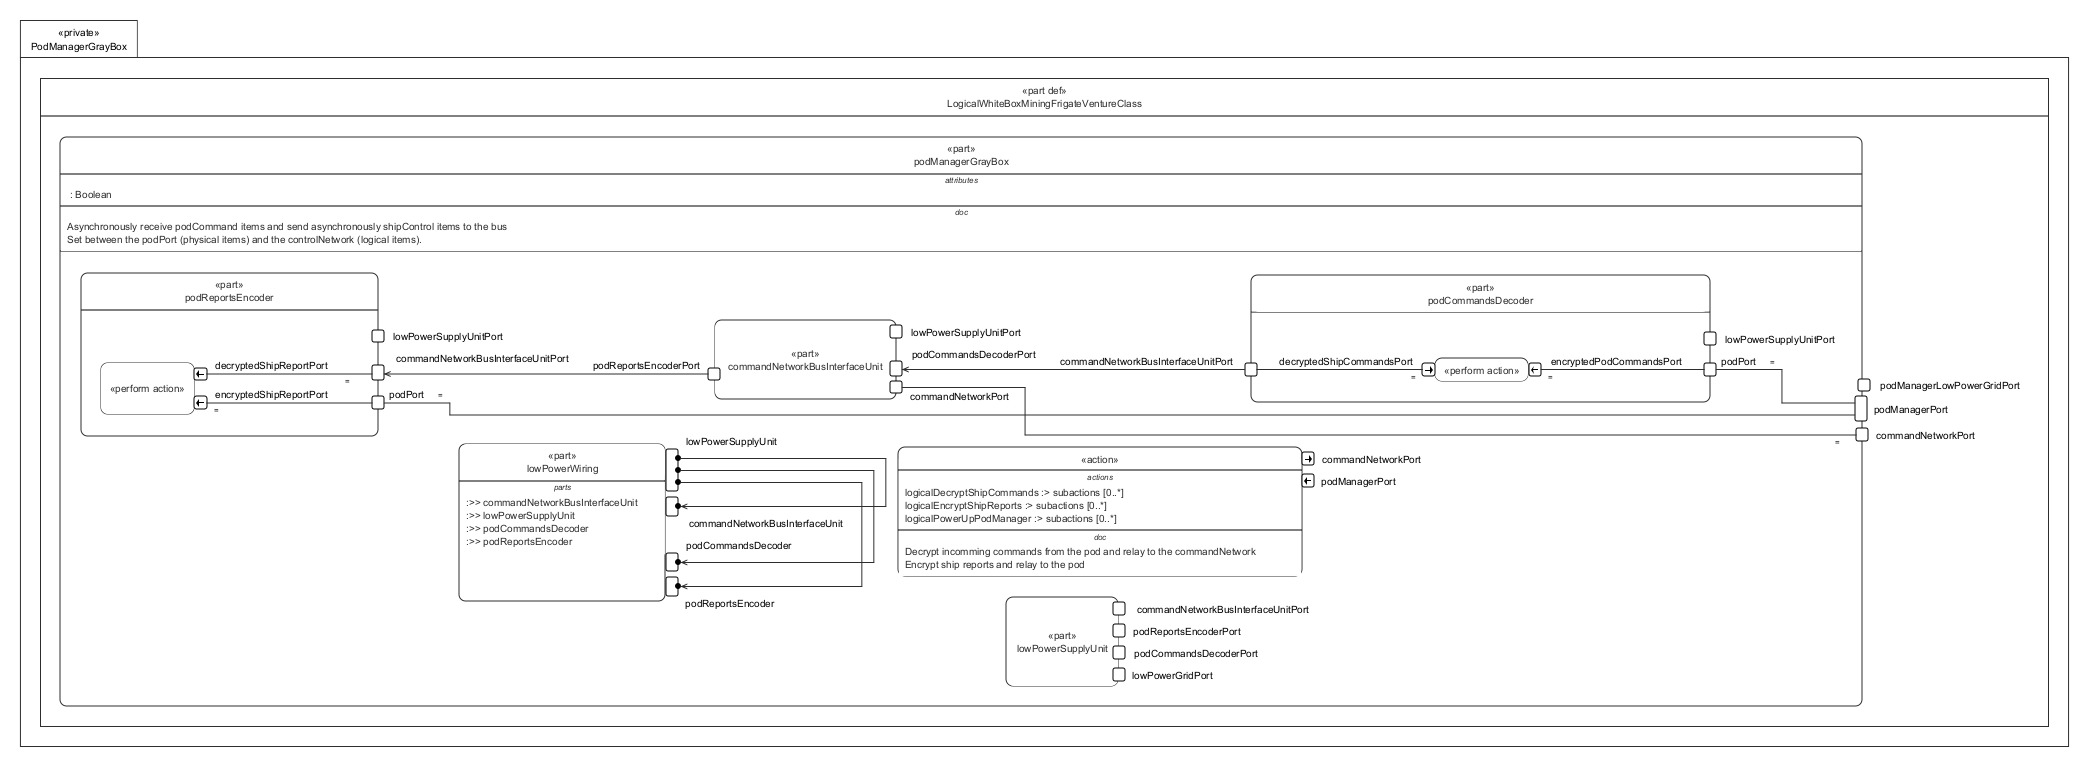 «private»
PodManagerGrayBox
«part def»
LogicalWhiteBoxMiningFrigateVentureClass
«part»
podManagerGrayBox
attributes
: Boolean
doc
Asynchronously receive podCommand items and send asynchronously shipControl items to the bus
Set between the podPort (physical items) and the controlNetwork (logical items).
«part»
podReportsEncoder
lowPowerSupplyUnitPort
commandNetworkBusInterfaceUnitPort
decryptedShipReportPort
=
«perform action»
encryptedShipReportPort
=
podPort
=
podReportsEncoderPort
«part»
commandNetworkBusInterfaceUnit
lowPowerSupplyUnitPort
podCommandsDecoderPort
commandNetworkPort
«part»
podCommandsDecoder
commandNetworkBusInterfaceUnitPort
decryptedShipCommandsPort
=
«perform action»
encryptedPodCommandsPort
=
lowPowerSupplyUnitPort
podPort
=
podManagerLowPowerGridPort
podManagerPort
commandNetworkPort
=
«part»
lowPowerWiring
parts
:>> commandNetworkBusInterfaceUnit
:>> lowPowerSupplyUnit
:>> podCommandsDecoder
:>> podReportsEncoder
lowPowerSupplyUnit
commandNetworkBusInterfaceUnit
podCommandsDecoder
podReportsEncoder
«action»
actions
logicalDecryptShipCommands :> subactions [0..*]
logicalEncryptShipReports :> subactions [0..*]
logicalPowerUpPodManager :> subactions [0..*]
doc
Decrypt incomming commands from the pod and relay to the commandNetwork
Encrypt ship reports and relay to the pod
commandNetworkPort
podManagerPort
«part»
lowPowerSupplyUnit
commandNetworkBusInterfaceUnitPort
podReportsEncoderPort
podCommandsDecoderPort
lowPowerGridPort